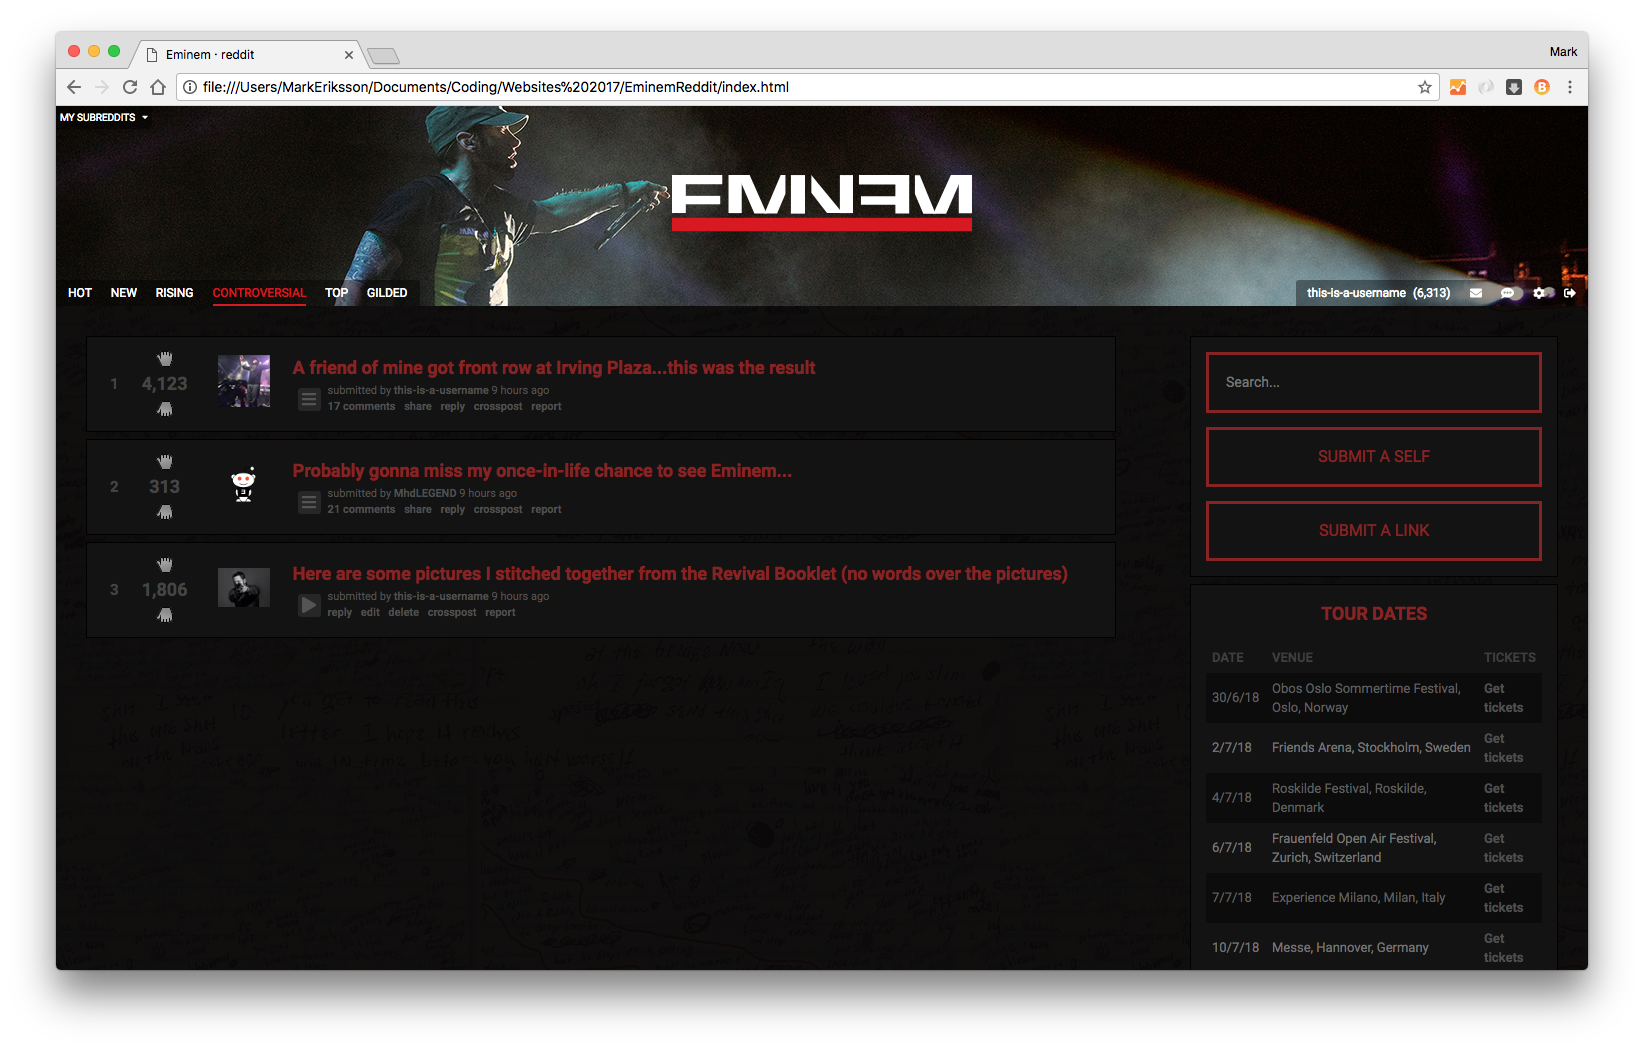 Eminem · reddit
Mark
file:///Users/MarkEriksson/Documents/Coding/Websites%202017/EminemReddit/index.html
MY SUBREDDITS
EMINEM
HOT NEW RISING CONTROVERSIAL TOP GILDED
this-is-a-username (6,313)
1
4,123
A friend of mine got front row at Irving Plaza...this was the result
submitted by this-is-a-username 9 hours ago
17 comments share reply crosspost report
2
313
Probably gonna miss my once-in-life chance to see Eminem...
submitted by MhdLEGEND 9 hours ago
21 comments share reply crosspost report
3
1,806
Here are some pictures I stitched together from the Revival Booklet (no words over the pictures)
submitted by this-is-a-username 9 hours ago
reply edit delete crosspost report
Search...
SUBMIT A SELF
SUBMIT A LINK
TOUR DATES
DATE VENUE TICKETS
30/6/18 Obos Oslo Sommertime Festival, Get
Oslo, Norway tickets
2/7/18 Friends Arena, Stockholm, Sweden Get
tickets
4/7/18 Roskilde Festival, Roskilde, Get
Denmark tickets
6/7/18 Frauenfeld Open Air Festival, Get
Zurich, Switzerland tickets
7/7/18 Experience Milano, Milan, Italy Get
tickets
10/7/18 Messe, Hannover, Germany Get
tickets